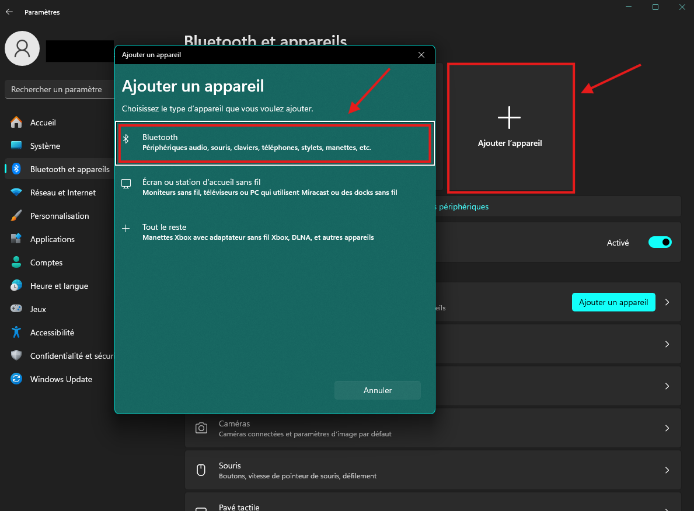 Paramètres
Rechercher un paramètre
Accueil
Système
Bluetooth et appareils
Réseau et Internet
Personnalisation
Applications
Comptes
Heure et langue
Jeux
Accessibilité
Confidentialité et sécur
Windows Update
Bluetooth et appareils
Ajouter un appareil
Ajouter un appareil
Choisissez le type d'appareil que vous voulez ajouter.
Bluetooth
Périphériques audio, souris, claviers, téléphones, stylets, manettes, etc.
Écran ou station d'accueil sans fil
Moniteurs sans fil, téléviseurs ou PC qui utilisent Miracast ou des docks sans fil
Tout le reste
Manettes Xbox avec adaptateur sans fil Xbox, DLNA, et autres appareils
Annuler
Ajouter l'appareil
périphériques
Activé
Ajouter un appareil
Caméras
Caméras connectées et paramètres d'image par défaut
Souris
Boutons, vitesse de pointeur de souris, défilement
Pavé tactile